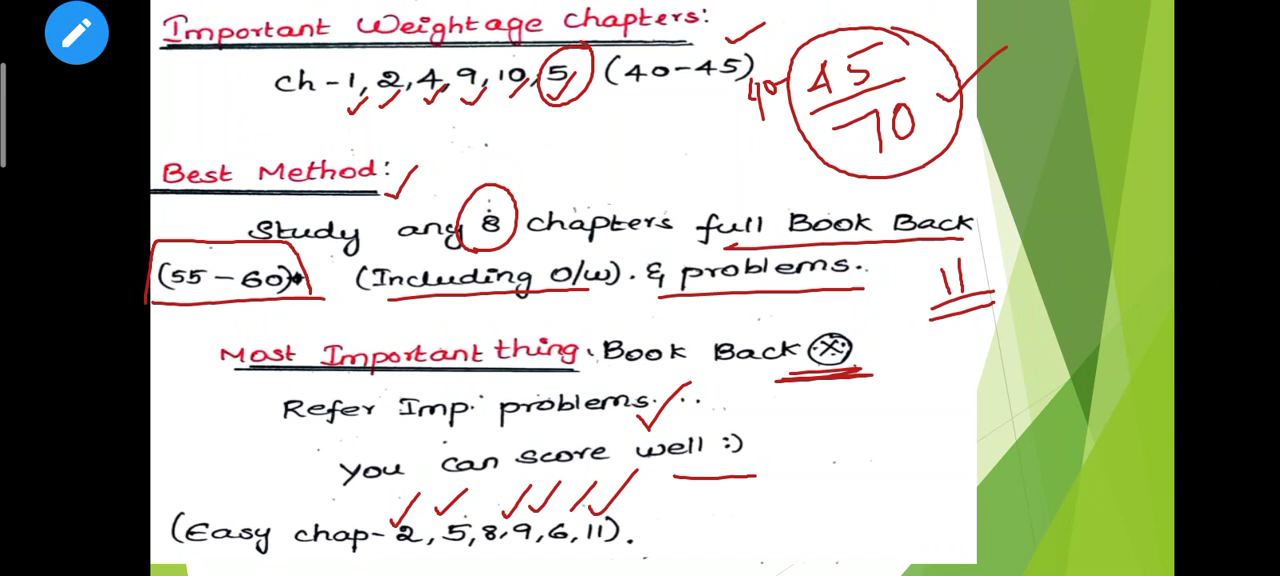 Important Weightage Chapters:
Ch - 1, 2, 4, 9, 10, 5, (40-45)
40- 45/70
Best Method:
Study any 8 chapters full Book Back
(55 - 60) (Including O/W). & problems.
11
Most Important thing. Book Back
Refer Imp. problems...
You can score well :)
(Easy chap- 2, 5, 8, 9, 6, 11).